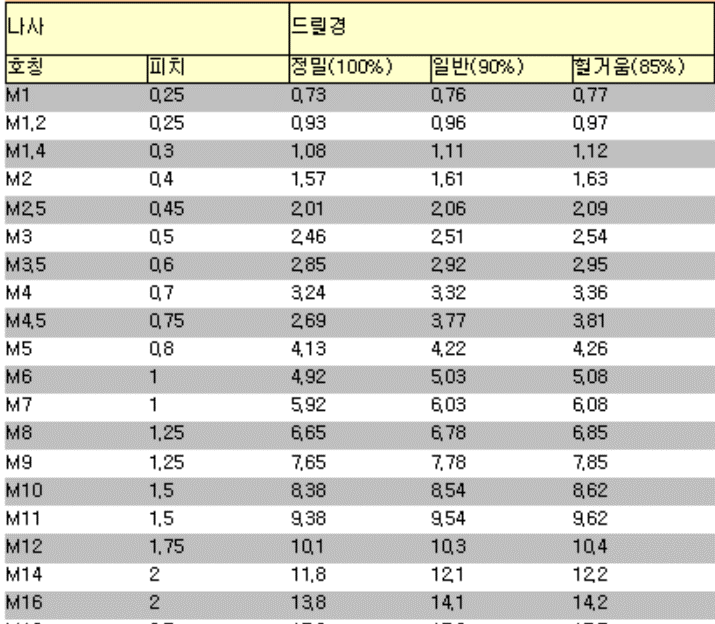 나사 드릴경
호칭 피치 정밀(100%) 일반(90%) 헐거움(85%)
M1 0,25 0,73 0,76 0,77
M1,2 0,25 0,93 0,96 0,97
M1,4 0,3 1,08 1,11 1,12
M2 0,4 1,57 1,61 1,63
M2,5 0,45 2,01 2,06 2,09
M3 0,5 2,46 2,51 2,54
M3,5 0,6 2,85 2,92 2,95
M4 0,7 3,24 3,32 3,36
M4,5 0,75 2,69 3,77 3,81
M5 0,8 4,13 4,22 4,26
M6 1 4,92 5,03 5,08
M7 1 5,92 6,03 6,08
M8 1,25 6,65 6,78 6,85
M9 1,25 7,65 7,78 7,85
M10 1,5 8,38 8,54 8,62
M11 1,5 9,38 9,54 9,62
M12 1,75 10,1 10,3 10,4
M14 2 11,8 12,1 12,2
M16 2 13,8 14,1 14,2